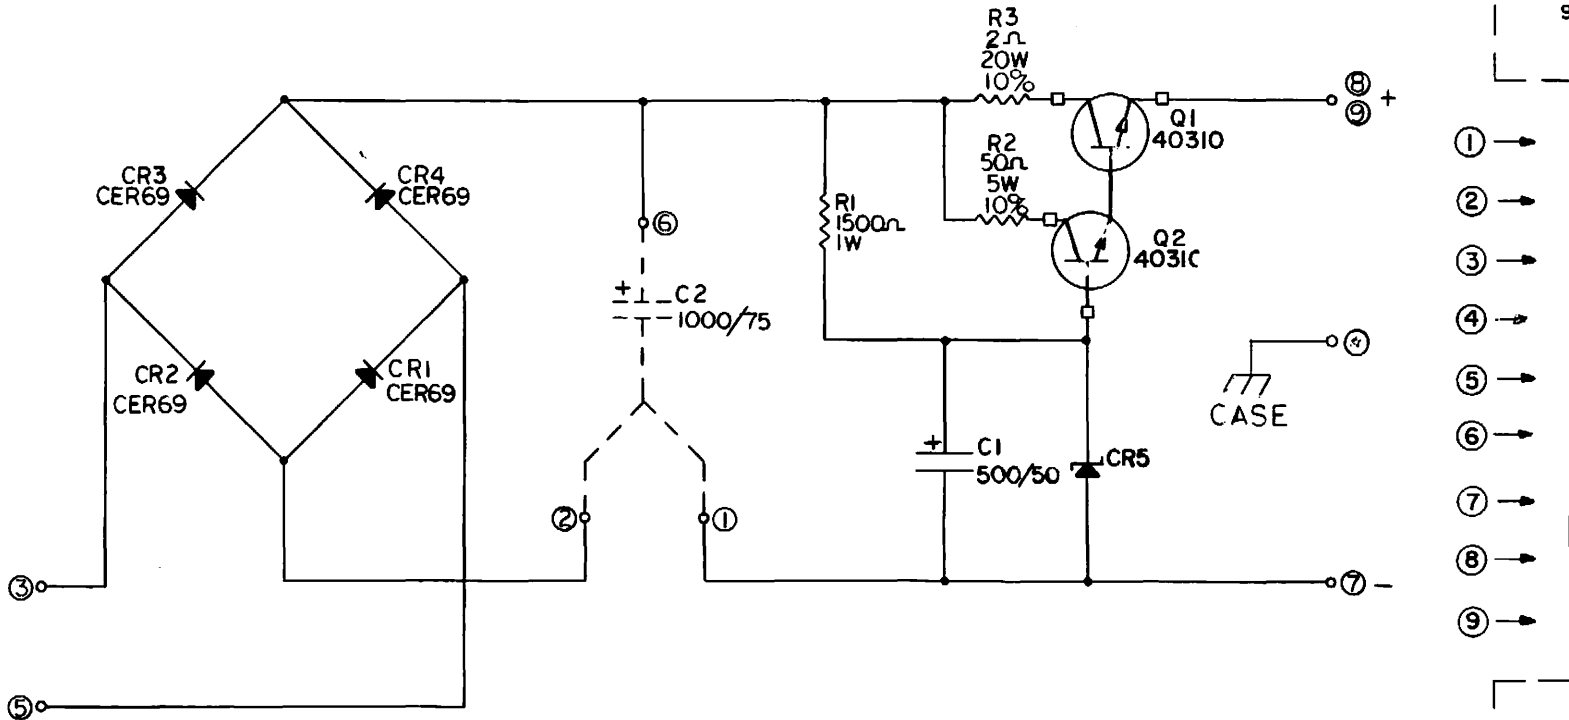 R3
2Ω
20W
10%
⑧
⑨ +
Q1
40310
R2
50Ω
5W
10%
CR3
CER69
CR4
CER69
⑥
R1
1500Ω
1W
Q2
4031C
+ C2
1000/75
CR2
CER69
CR1
CER69
CASE
+ C1
500/50
CR5
②
①
③
⑦ –
⑤
①
②
③
④
⑤
⑥
⑦
⑧
⑨